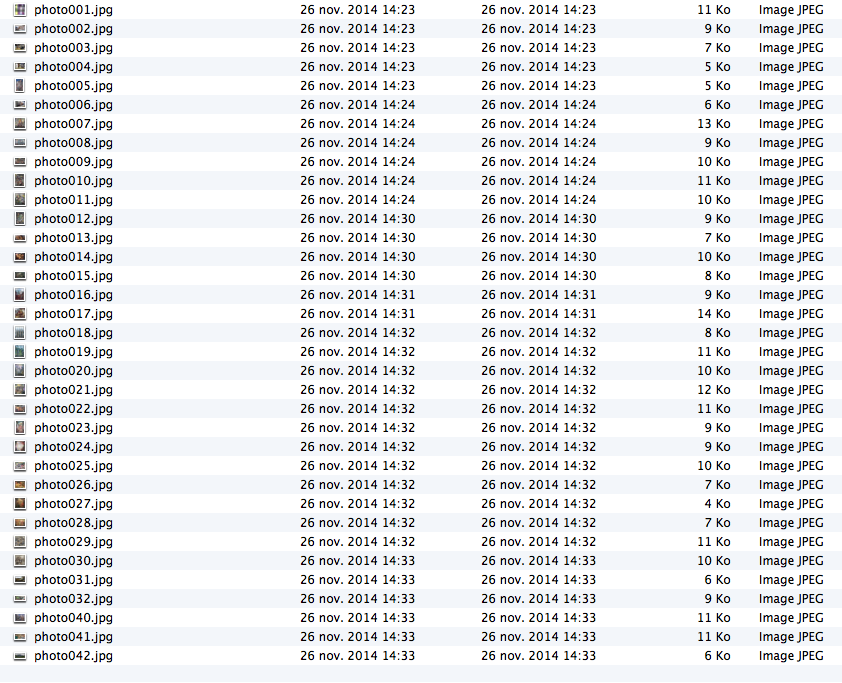 photo001.jpg 26 nov. 2014 14:23 26 nov. 2014 14:23 11 Ko Image JPEG
photo002.jpg 26 nov. 2014 14:23 26 nov. 2014 14:23 9 Ko Image JPEG
photo003.jpg 26 nov. 2014 14:23 26 nov. 2014 14:23 7 Ko Image JPEG
photo004.jpg 26 nov. 2014 14:23 26 nov. 2014 14:23 5 Ko Image JPEG
photo005.jpg 26 nov. 2014 14:23 26 nov. 2014 14:23 5 Ko Image JPEG
photo006.jpg 26 nov. 2014 14:24 26 nov. 2014 14:24 6 Ko Image JPEG
photo007.jpg 26 nov. 2014 14:24 26 nov. 2014 14:24 13 Ko Image JPEG
photo008.jpg 26 nov. 2014 14:24 26 nov. 2014 14:24 9 Ko Image JPEG
photo009.jpg 26 nov. 2014 14:24 26 nov. 2014 14:24 10 Ko Image JPEG
photo010.jpg 26 nov. 2014 14:24 26 nov. 2014 14:24 11 Ko Image JPEG
photo011.jpg 26 nov. 2014 14:24 26 nov. 2014 14:24 10 Ko Image JPEG
photo012.jpg 26 nov. 2014 14:30 26 nov. 2014 14:30 9 Ko Image JPEG
photo013.jpg 26 nov. 2014 14:30 26 nov. 2014 14:30 7 Ko Image JPEG
photo014.jpg 26 nov. 2014 14:30 26 nov. 2014 14:30 10 Ko Image JPEG
photo015.jpg 26 nov. 2014 14:30 26 nov. 2014 14:30 8 Ko Image JPEG
photo016.jpg 26 nov. 2014 14:31 26 nov. 2014 14:31 9 Ko Image JPEG
photo017.jpg 26 nov. 2014 14:31 26 nov. 2014 14:31 14 Ko Image JPEG
photo018.jpg 26 nov. 2014 14:32 26 nov. 2014 14:32 8 Ko Image JPEG
photo019.jpg 26 nov. 2014 14:32 26 nov. 2014 14:32 11 Ko Image JPEG
photo020.jpg 26 nov. 2014 14:32 26 nov. 2014 14:32 10 Ko Image JPEG
photo021.jpg 26 nov. 2014 14:32 26 nov. 2014 14:32 12 Ko Image JPEG
photo022.jpg 26 nov. 2014 14:32 26 nov. 2014 14:32 11 Ko Image JPEG
photo023.jpg 26 nov. 2014 14:32 26 nov. 2014 14:32 9 Ko Image JPEG
photo024.jpg 26 nov. 2014 14:32 26 nov. 2014 14:32 9 Ko Image JPEG
photo025.jpg 26 nov. 2014 14:32 26 nov. 2014 14:32 10 Ko Image JPEG
photo026.jpg 26 nov. 2014 14:32 26 nov. 2014 14:32 7 Ko Image JPEG
photo027.jpg 26 nov. 2014 14:32 26 nov. 2014 14:32 4 Ko Image JPEG
photo028.jpg 26 nov. 2014 14:32 26 nov. 2014 14:32 7 Ko Image JPEG
photo029.jpg 26 nov. 2014 14:32 26 nov. 2014 14:32 11 Ko Image JPEG
photo030.jpg 26 nov. 2014 14:33 26 nov. 2014 14:33 10 Ko Image JPEG
photo031.jpg 26 nov. 2014 14:33 26 nov. 2014 14:33 6 Ko Image JPEG
photo032.jpg 26 nov. 2014 14:33 26 nov. 2014 14:33 9 Ko Image JPEG
photo040.jpg 26 nov. 2014 14:33 26 nov. 2014 14:33 11 Ko Image JPEG
photo041.jpg 26 nov. 2014 14:33 26 nov. 2014 14:33 11 Ko Image JPEG
photo042.jpg 26 nov. 2014 14:33 26 nov. 2014 14:33 6 Ko Image JPEG